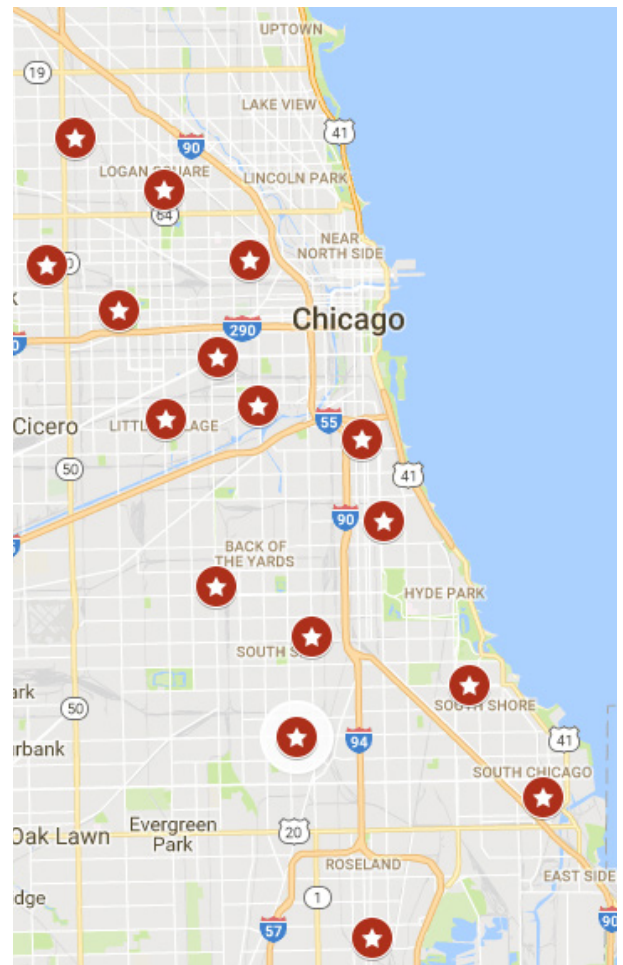 UPTOWN
19
LAKE VIEW
41
90
LOGAN SQUARE
LINCOLN PARK
64
NEAR
NORTH SIDE
Chicago
290
Cicero
55
50
41
90
BACK OF
THE YARDS
HYDE PARK
SOUTH
SOUTH SHORE
50
94
41
SOUTH CHICAGO
20
Oak Lawn
Evergreen
Park
ROSELAND
EAST SIDE
1
57
90